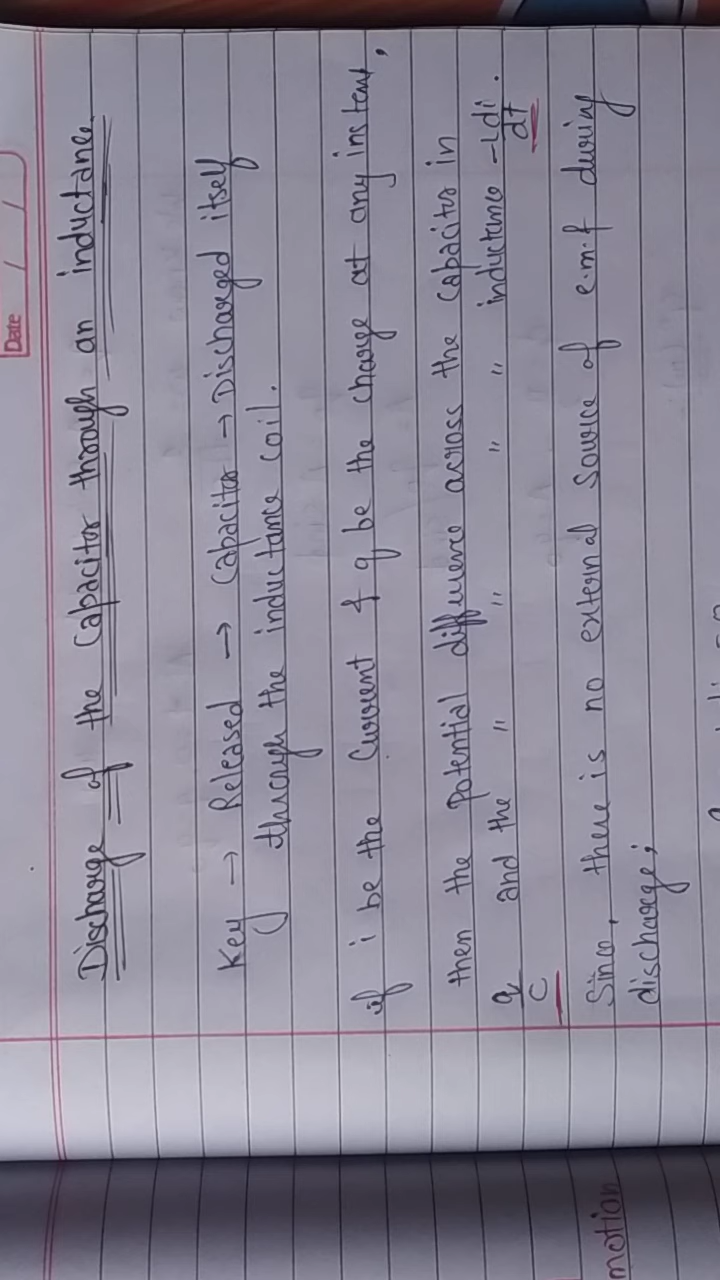 Date / /
Discharge of the Capacitor through an inductance.
Key → Released → Capacitor → Discharged itself
through the inductance coil.
if i be the Current & q be the charge at any instant,
then the Potential difference across the Capacitor in
q/C and the " " " " inductance -L di/dt .
Since, there is no external source of e.m.f during
discharge;
motion